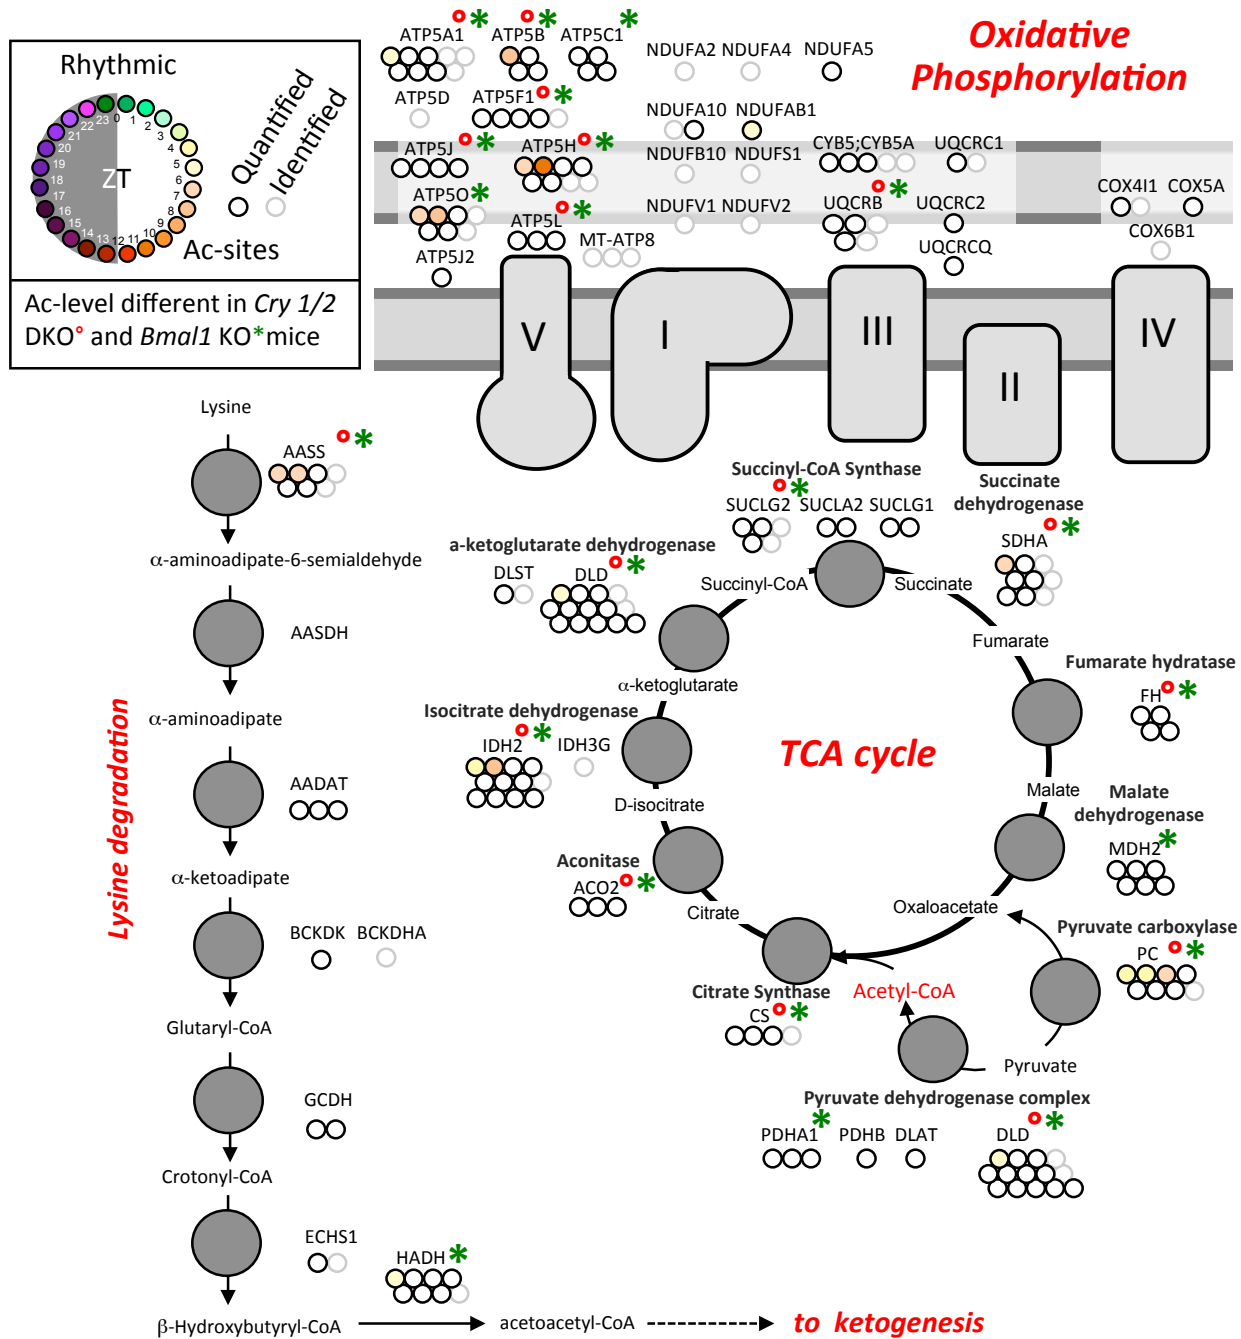 Oxidative
Phosphorylation
Rhythmic
Quantified
Identified
ZT
0
1
2
3
4
5
6
7
8
9
10
11
12
13
14
15
16
17
18
19
20
21
22
23
Ac-sites
Ac-level different in Cry 1/2
DKO° and Bmal1 KO*mice
ATP5A1
ATP5B
ATP5C1
NDUFA2 NDUFA4 NDUFA5
ATP5D
ATP5F1
NDUFA10 NDUFAB1
ATP5J
ATP5H
NDUFB10 NDUFS1
CYB5;CYB5A UQCRC1
ATP5O
ATP5L
NDUFV1 NDUFV2
UQCRB
UQCRC2
COX4I1 COX5A
ATP5J2
MT-ATP8
UQCRCQ
COX6B1
V
I
III
II
IV
Lysine
AASS
α-aminoadipate-6-semialdehyde
AASDH
α-aminoadipate
AADAT
α-ketoadipate
BCKDK BCKDHA
Glutaryl-CoA
GCDH
Crotonyl-CoA
ECHS1
HADH
β-Hydroxybutyryl-CoA
acetoacetyl-CoA
to ketogenesis
Lysine degradation
Succinyl-CoA Synthase
SUCLG2 SUCLA2 SUCLG1
Succinate
dehydrogenase
SDHA
a-ketoglutarate dehydrogenase
DLST
DLD
Succinyl-CoA
Succinate
Fumarate
Fumarate hydratase
FH
α-ketoglutarate
Isocitrate dehydrogenase
IDH2
IDH3G
TCA cycle
Malate
Malate
dehydrogenase
MDH2
D-isocitrate
Aconitase
ACO2
Citrate
Oxaloacetate
Pyruvate carboxylase
PC
Citrate Synthase
CS
Acetyl-CoA
Pyruvate
Pyruvate dehydrogenase complex
PDHA1 PDHB DLAT
DLD